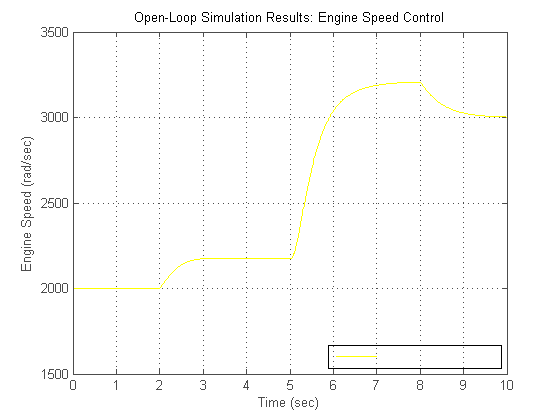 Open-Loop Simulation Results: Engine Speed Control
3500
3000
2500
2000
1500
Engine Speed (rad/sec)
0 1 2 3 4 5 6 7 8 9 10
Time (sec)